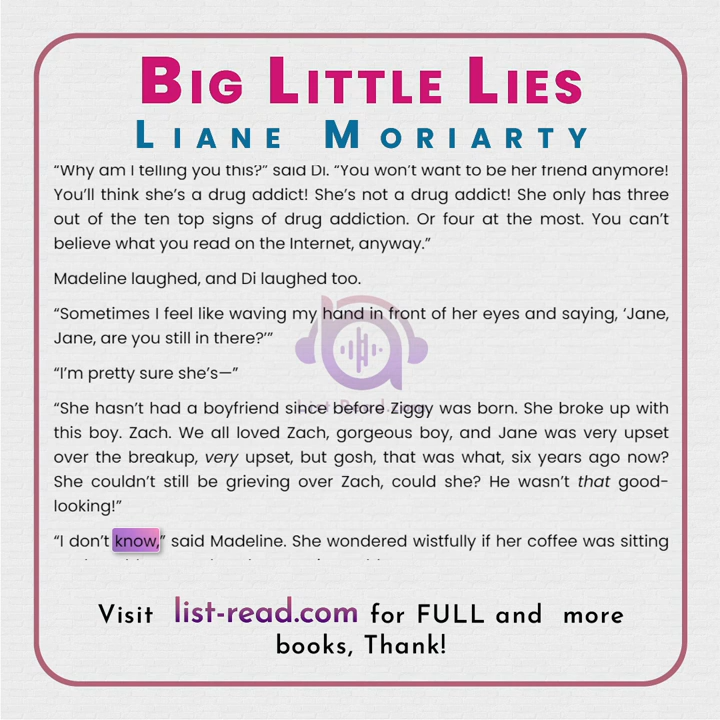 BIG LITTLE LIES
LIANE MORIARTY
“Why am I telling you this?” said Di. “You won’t want to be her friend anymore!
You’ll think she’s a drug addict! She’s not a drug addict! She only has three
out of the ten top signs of drug addiction. Or four at the most. You can’t
believe what you read on the Internet, anyway.”
Madeline laughed, and Di laughed too.
“Sometimes I feel like waving my hand in front of her eyes and saying, ‘Jane,
Jane, are you still in there?’”
“I’m pretty sure she’s—”
“She hasn’t had a boyfriend since before Ziggy was born. She broke up with
this boy. Zach. We all loved Zach, gorgeous boy, and Jane was very upset
over the breakup, very upset, but gosh, that was what, six years ago now?
She couldn’t still be grieving over Zach, could she? He wasn’t that good-
looking!”
“I don’t know,” said Madeline. She wondered wistfully if her coffee was sitting
Visit list-read.com for FULL and more
books, Thank!